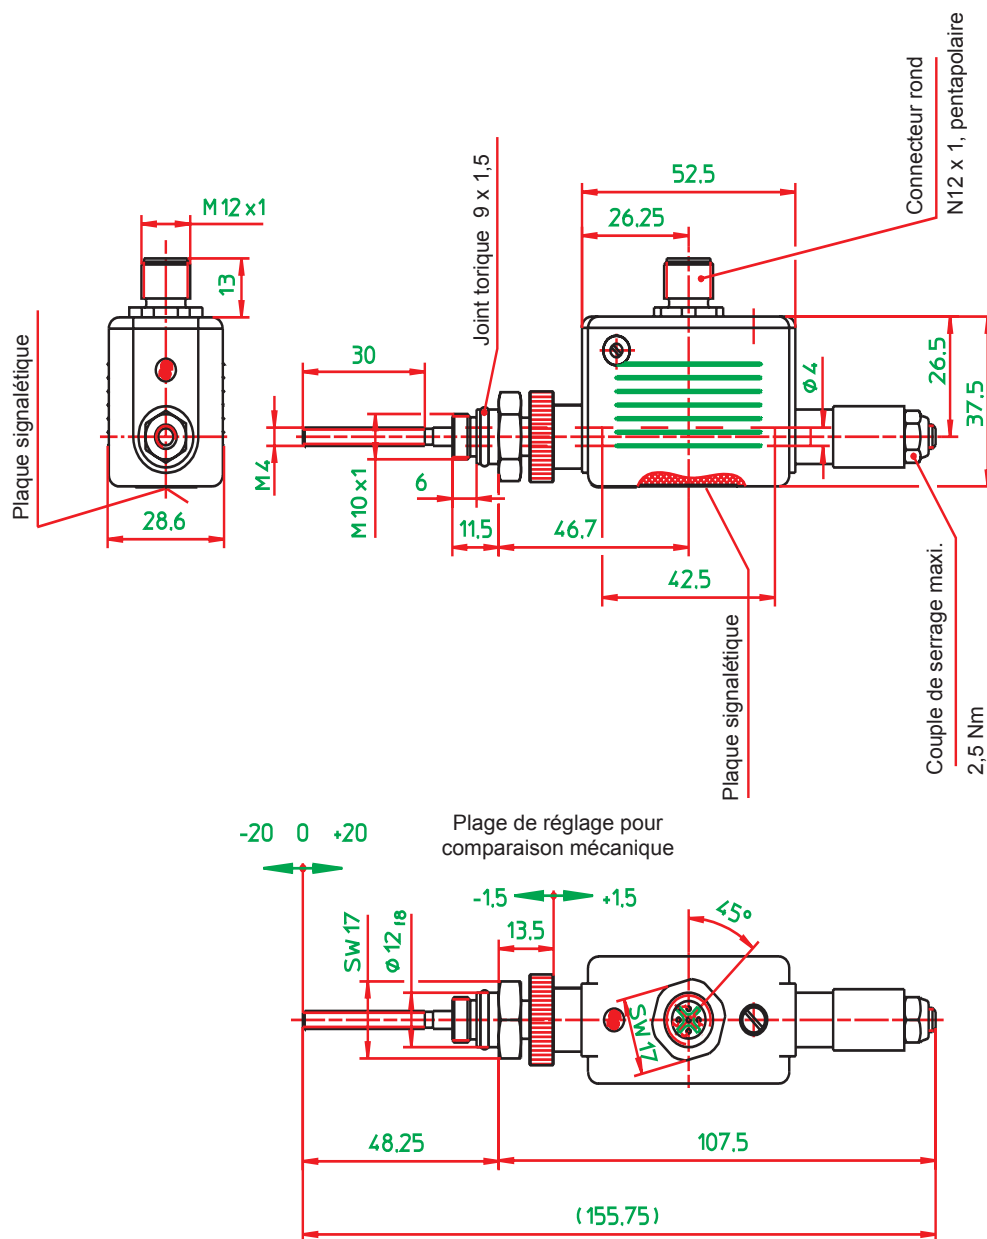 Connecteur rond
N12 x 1, pentapolaire
52.5
26,25
M12x1
13
Joint torique 9 x 1,5
Plaque signalétique
30
M4
M10x1
6
11,5
46.7
42.5
28,6
Φ4
26.5
37.5
Plaque signalétique
Couple de serrage maxi.
2,5 Nm
Plage de réglage pour
comparaison mécanique
-20 0 +20
-1,5 +1,5
13,5
SW 17
Φ 12 f8
45°
SW 17
48,25
107.5
(155.75)